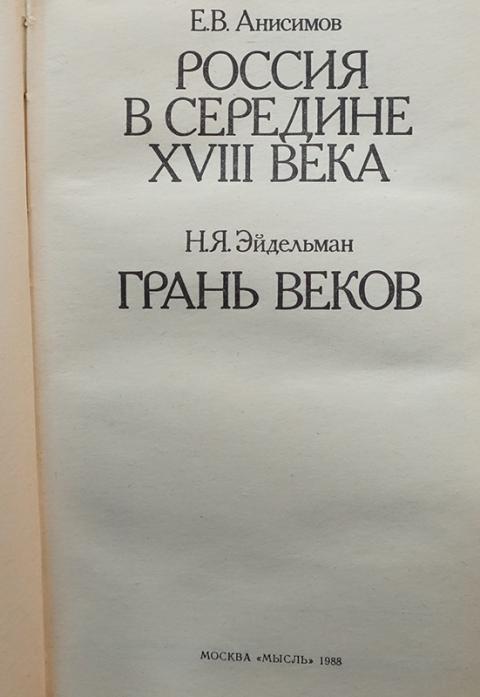 Е.В. Анисимов
РОССИЯ
В СЕРЕДИНЕ
XVIII ВЕКА
Н.Я. Эйдельман
ГРАНЬ ВЕКОВ
МОСКВА «МЫСЛЬ» 1988